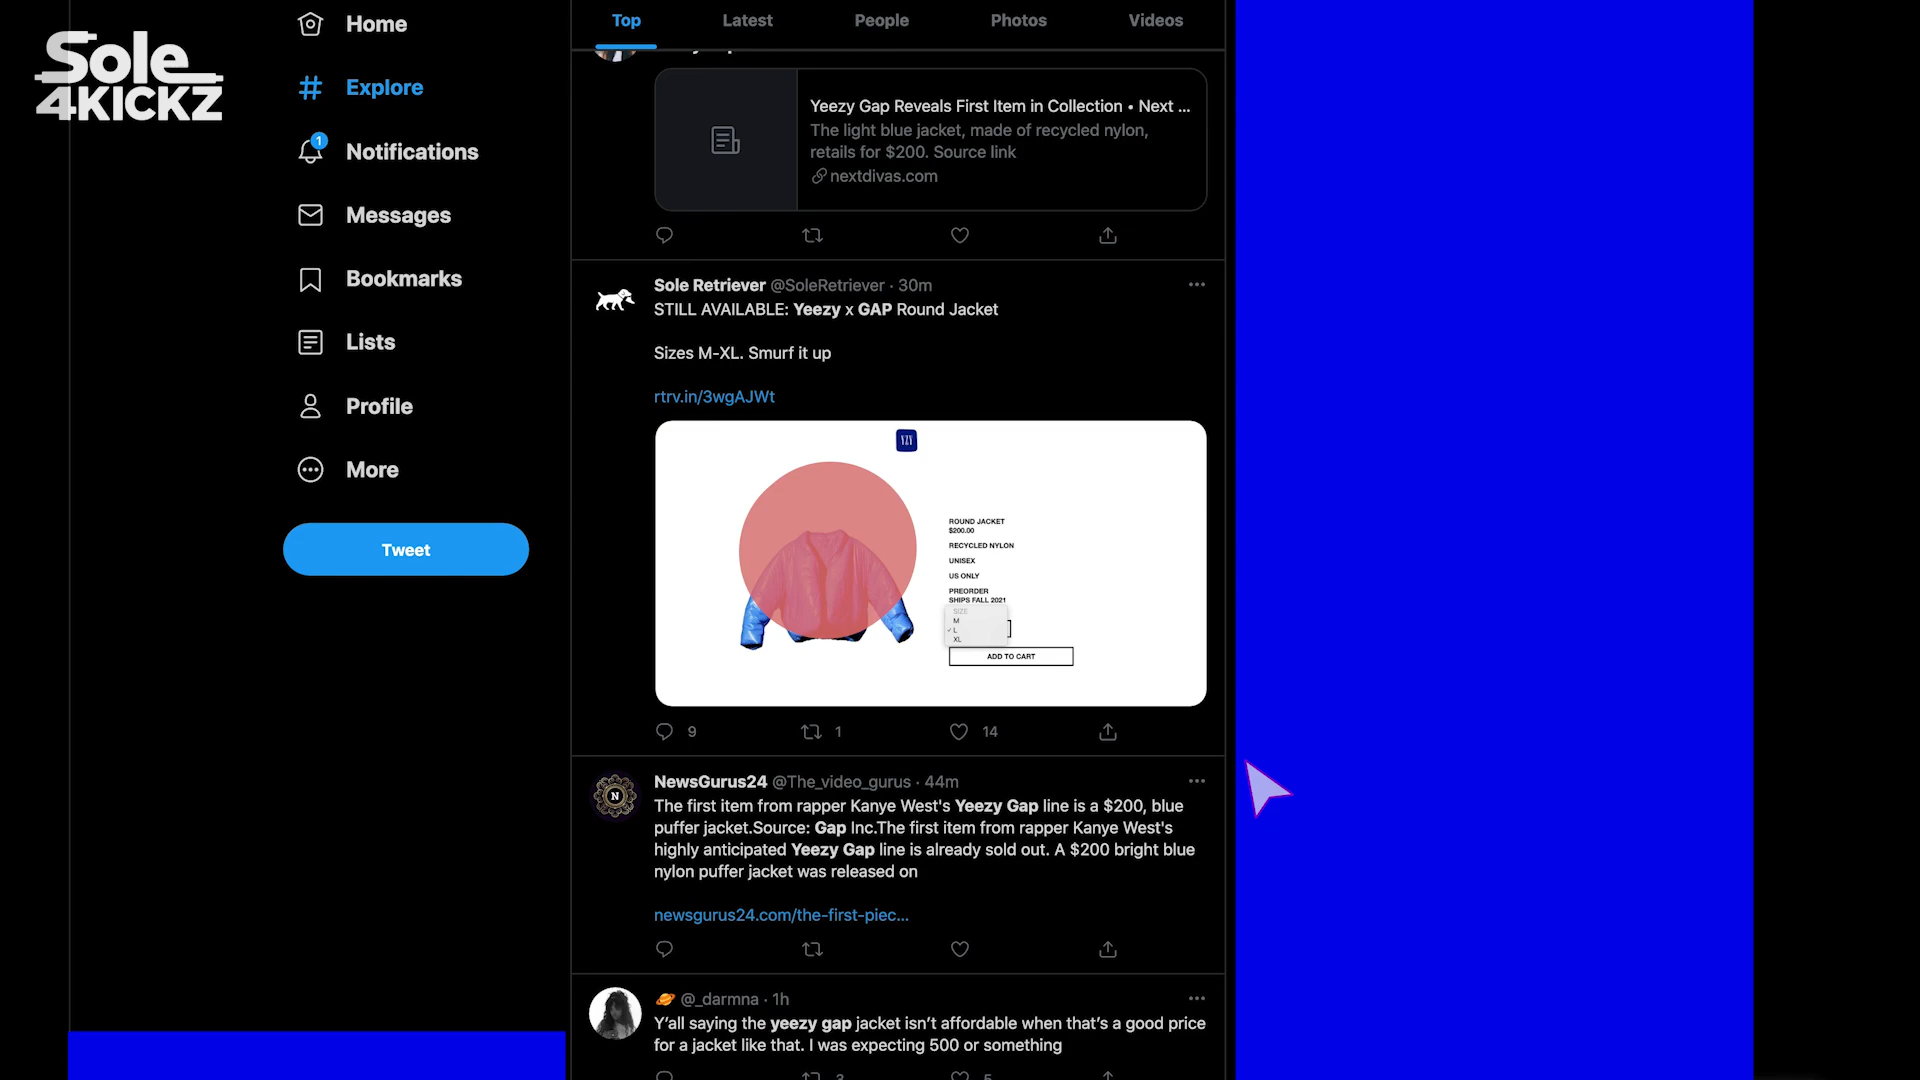 Sole
4KICKZ
Home
Explore
1
Notifications
Messages
Bookmarks
Lists
Profile
More
Tweet
Top
Latest
People
Photos
Videos
Yeezy Gap Reveals First Item in Collection • Next ...
The light blue jacket, made of recycled nylon,
retails for $200. Source link
nextdivas.com
Sole Retriever @SoleRetriever · 30m
STILL AVAILABLE: Yeezy x GAP Round Jacket
Sizes M-XL. Smurf it up
rtrv.in/3wgAJWt
YZY
ROUND JACKET
$200.00
RECYCLED NYLON
UNISEX
US ONLY
PREORDER
SHIPS FALL 2021
SIZE
M
L
XL
ADD TO CART
9
1
14
N
NewsGurus24 @The_video_gurus · 44m
The first item from rapper Kanye West's Yeezy Gap line is a $200, blue
puffer jacket.Source: Gap Inc.The first item from rapper Kanye West's
highly anticipated Yeezy Gap line is already sold out. A $200 bright blue
nylon puffer jacket was released on
newsgurus24.com/the-first-piec...
🪐 @_darmna · 1h
Y'all saying the yeezy gap jacket isn't affordable when that's a good price
for a jacket like that. I was expecting 500 or something
3
5